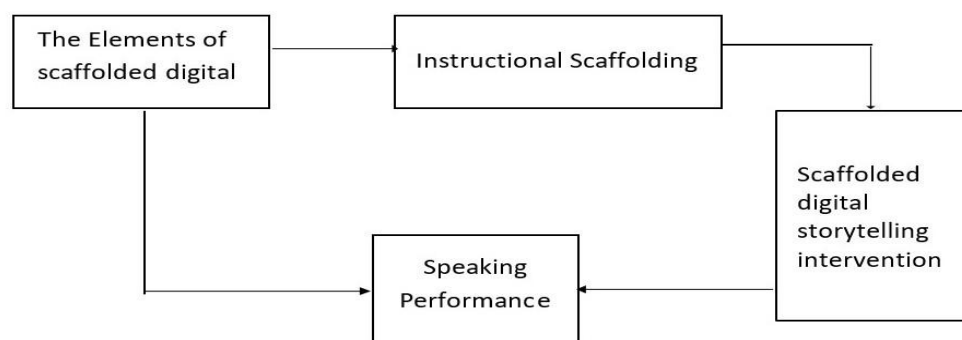 The Elements of
scaffolded digital
Instructional Scaffolding
Scaffolded
digital
storytelling
intervention
Speaking
Performance